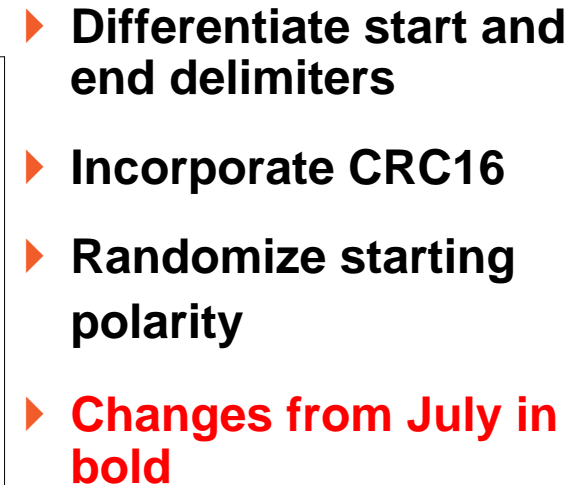 Differentiate start and
end delimiters
Incorporate CRC16
Randomize starting
polarity
Changes from July in
bold